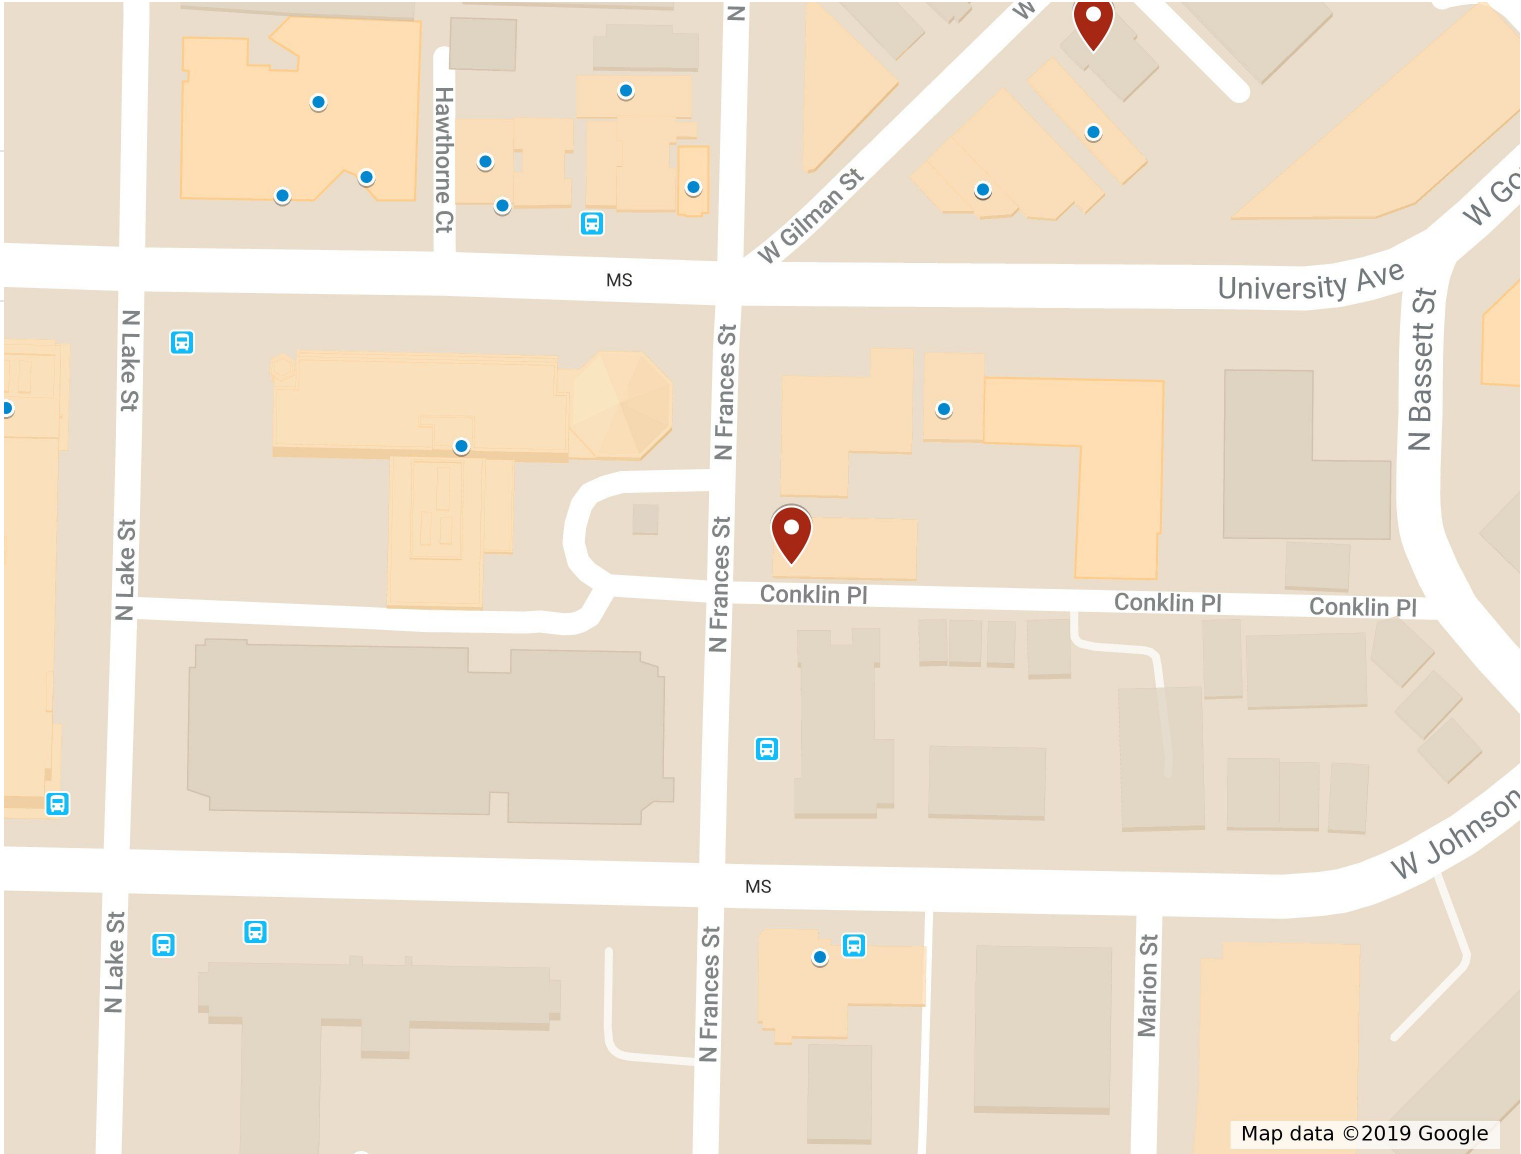 N
W
Hawthorne Ct
W Gilman St
MS
University Ave
N Lake St
N Frances St
N Bassett St
N Lake St
N Frances St
Conklin Pl
Conklin Pl
Conklin Pl
W Johnson
MS
N Lake St
N Frances St
Marion St
Map data ©2019 Google